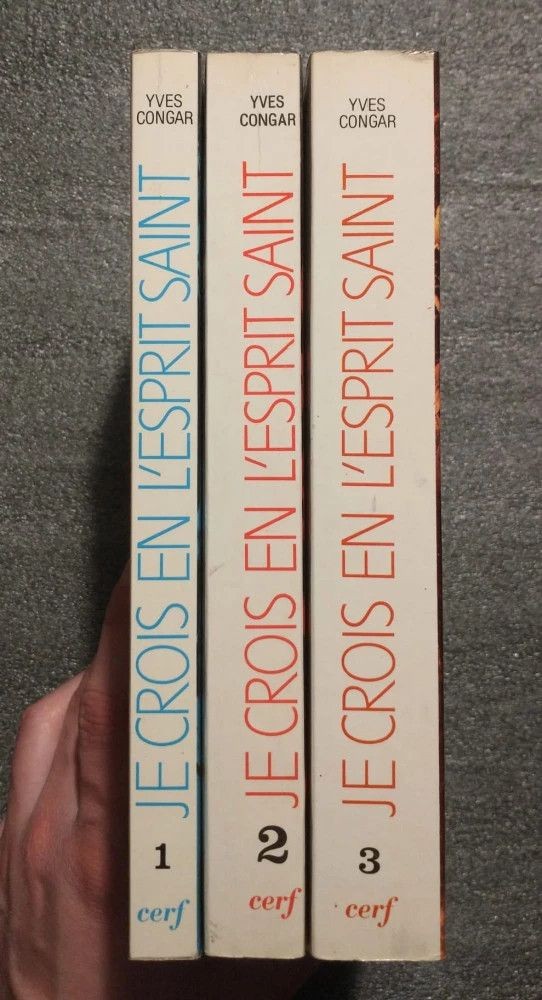 YVES
CONGAR
JE CROIS EN L'ESPRIT SAINT
1
cerf
YVES
CONGAR
JE CROIS EN L'ESPRIT SAINT
2
cerf
YVES
CONGAR
JE CROIS EN L'ESPRIT SAINT
3
cerf